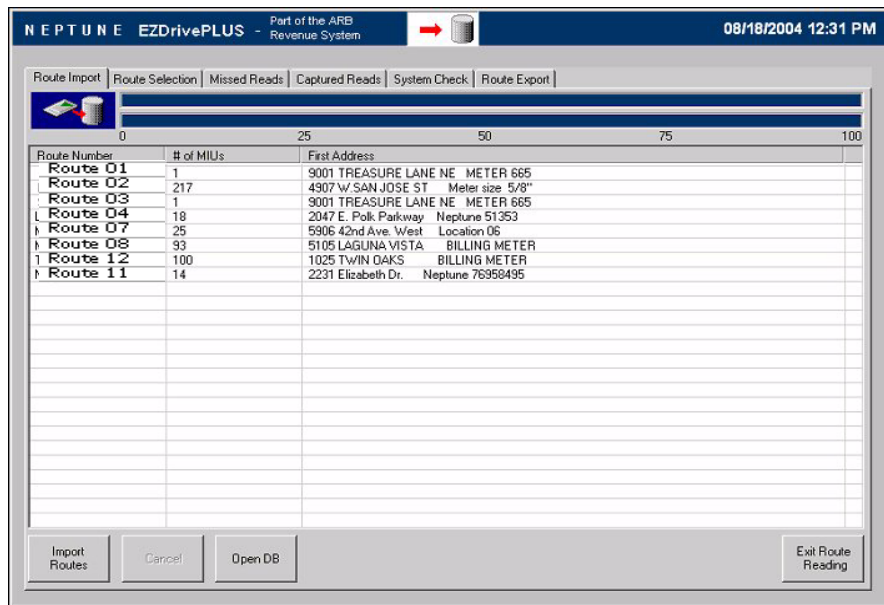 NEPTUNE EZDrivePLUS - Part of the ARB
Revenue System
08/18/2004 12:31 PM
Route Import Route Selection Missed Reads Captured Reads System Check Route Export
0 25 50 75 100
Route Number # of MIUs First Address
Route 01 1 9001 TREASURE LANE NE METER 665
Route 02 217 4907 W.SAN JOSE ST Meter size 5/8"
Route 03 1 9001 TREASURE LANE NE METER 665
Route 04 18 2047 E. Polk Parkway Neptune 51353
Route 07 25 5906 42nd Ave. West Location 06
Route 08 93 5105 LAGUNA VISTA BILLING METER
Route 12 100 1025 TWIN OAKS BILLING METER
Route 11 14 2231 Elizabeth Dr. Neptune 76958495
Import
Routes
Cancel
Open DB
Exit Route
Reading